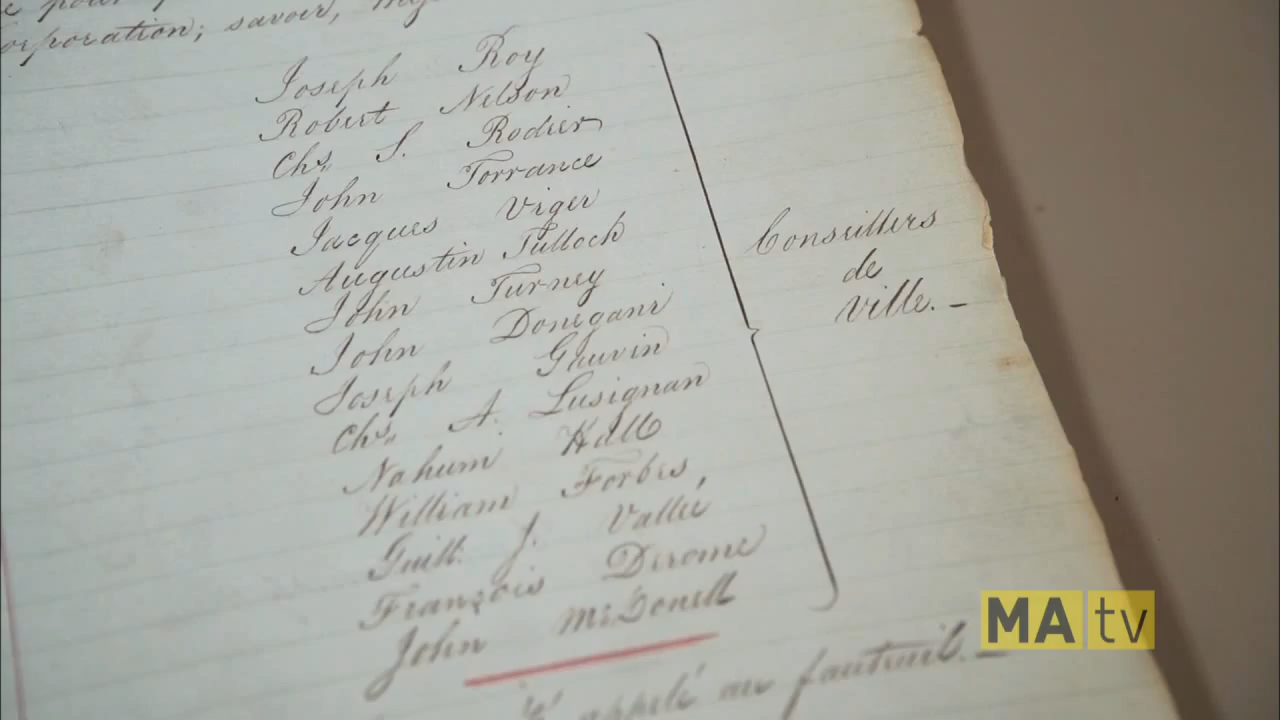 corporation; savoir,
Joseph Roy
Robert Nelson
Chs. S. Rodier
John Torrance
Jacques Viger
Augustin Tulloch
John Turney
John Donegani
Joseph Gauvin
Chs. A. Lusignan
Nahum Hall
William Forbes,
Guill. J. Vallée
François Derome
John McDonell
Conseillers
de
ville. –
appelé au fauteuil. –
MAtv